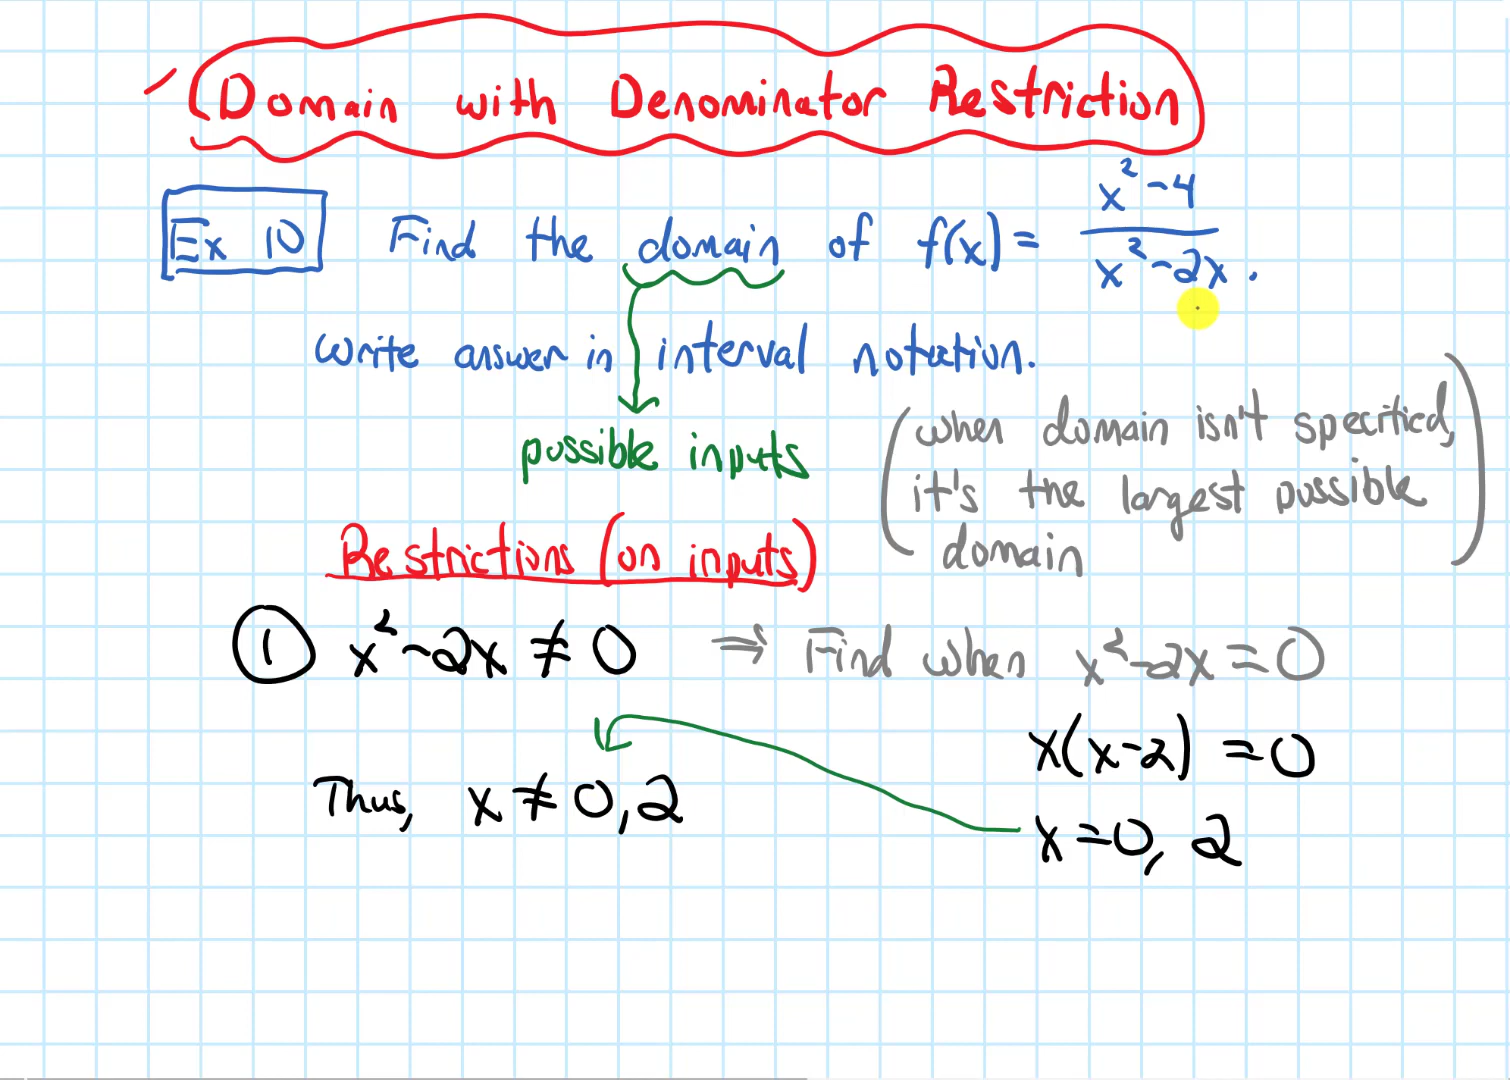 Domain with Denominator Restriction
Ex 10 Find the domain of f(x) = (x² - 4)/(x² - 2x).
write answer in interval notation.
possible inputs
(when domain isn't specified,
it's the largest possible
domain)
Restrictions (on inputs)
① x² - 2x ≠ 0 ⇒ Find when x² - 2x = 0
x(x - 2) = 0
Thus, x ≠ 0, 2
x = 0, 2